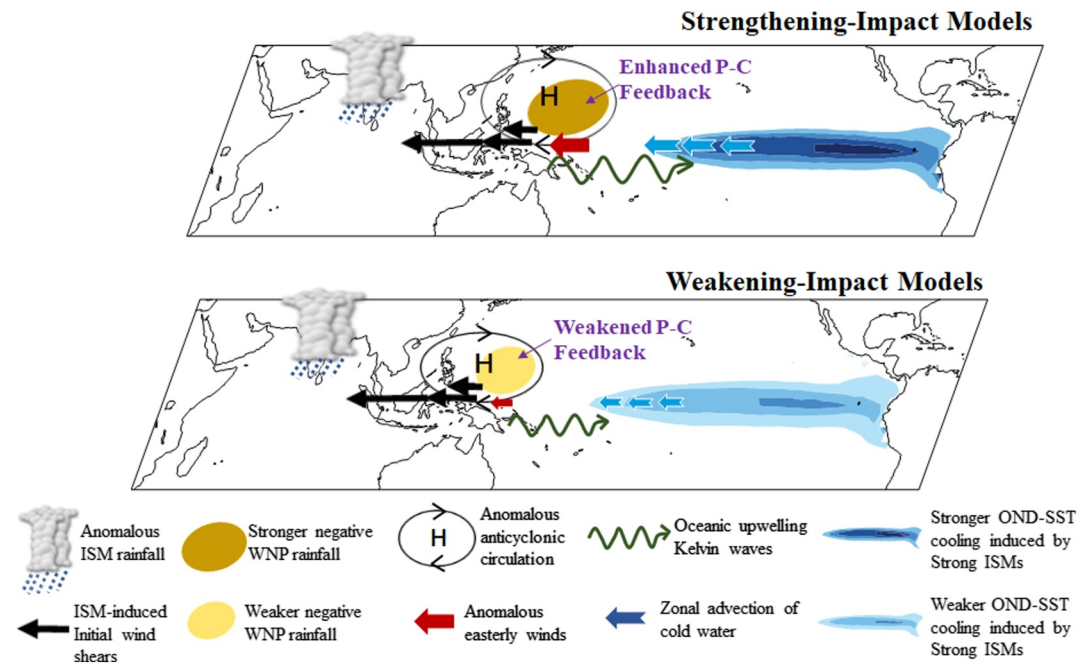 Strengthening-Impact Models
Enhanced P-C
Feedback
H
Weakening-Impact Models
Weakened P-C
Feedback
H
Anomalous
ISM rainfall
Stronger negative
WNP rainfall
H
Anomalous
anticyclonic
circulation
Oceanic upwelling
Kelvin waves
Stronger OND-SST
cooling induced by
Strong ISMs
ISM-induced
Initial wind
shears
Weaker negative
WNP rainfall
Anomalous
easterly winds
Zonal advection of
cold water
Weaker OND-SST
cooling induced by
Strong ISMs